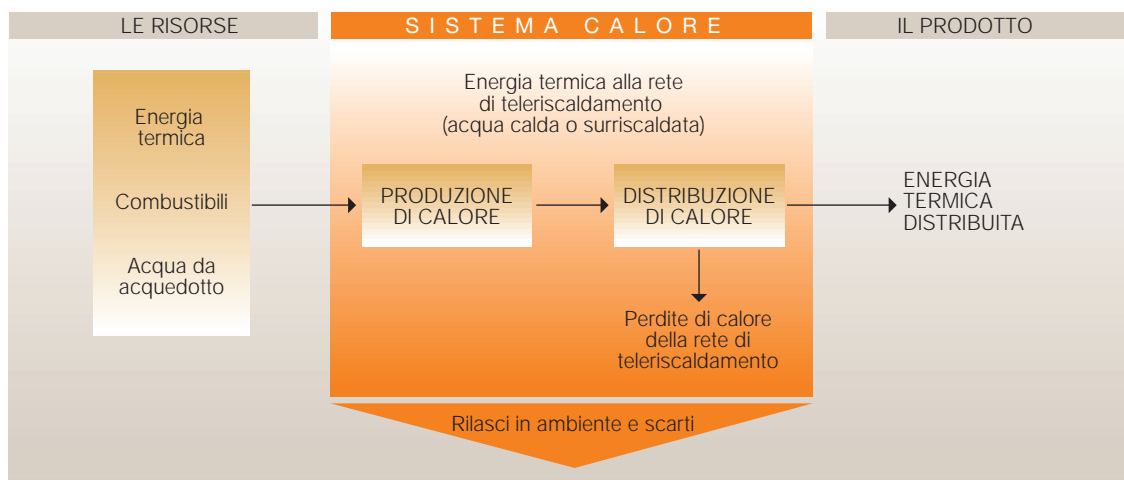 LE RISORSE
SISTEMA CALORE
IL PRODOTTO
Energia
termica
Combustibili
Acqua da
acquedotto
Energia termica alla rete
di teleriscaldamento
(acqua calda o surriscaldata)
PRODUZIONE
DI CALORE
DISTRIBUZIONE
DI CALORE
Perdite di calore
della rete di
teleriscaldamento
Rilasci in ambiente e scarti
ENERGIA
TERMICA
DISTRIBUITA